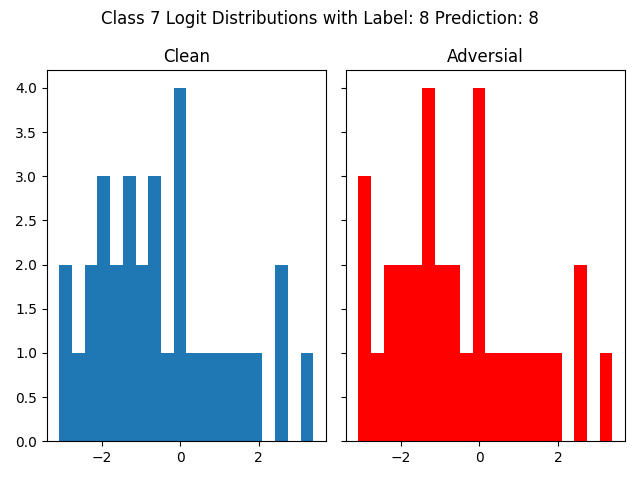 Class 7 Logit Distributions with Label: 8 Prediction: 8
Clean
Adversial
4.0
3.5
3.0
2.5
2.0
1.5
1.0
0.5
0.0
−2 0 2
−2 0 2